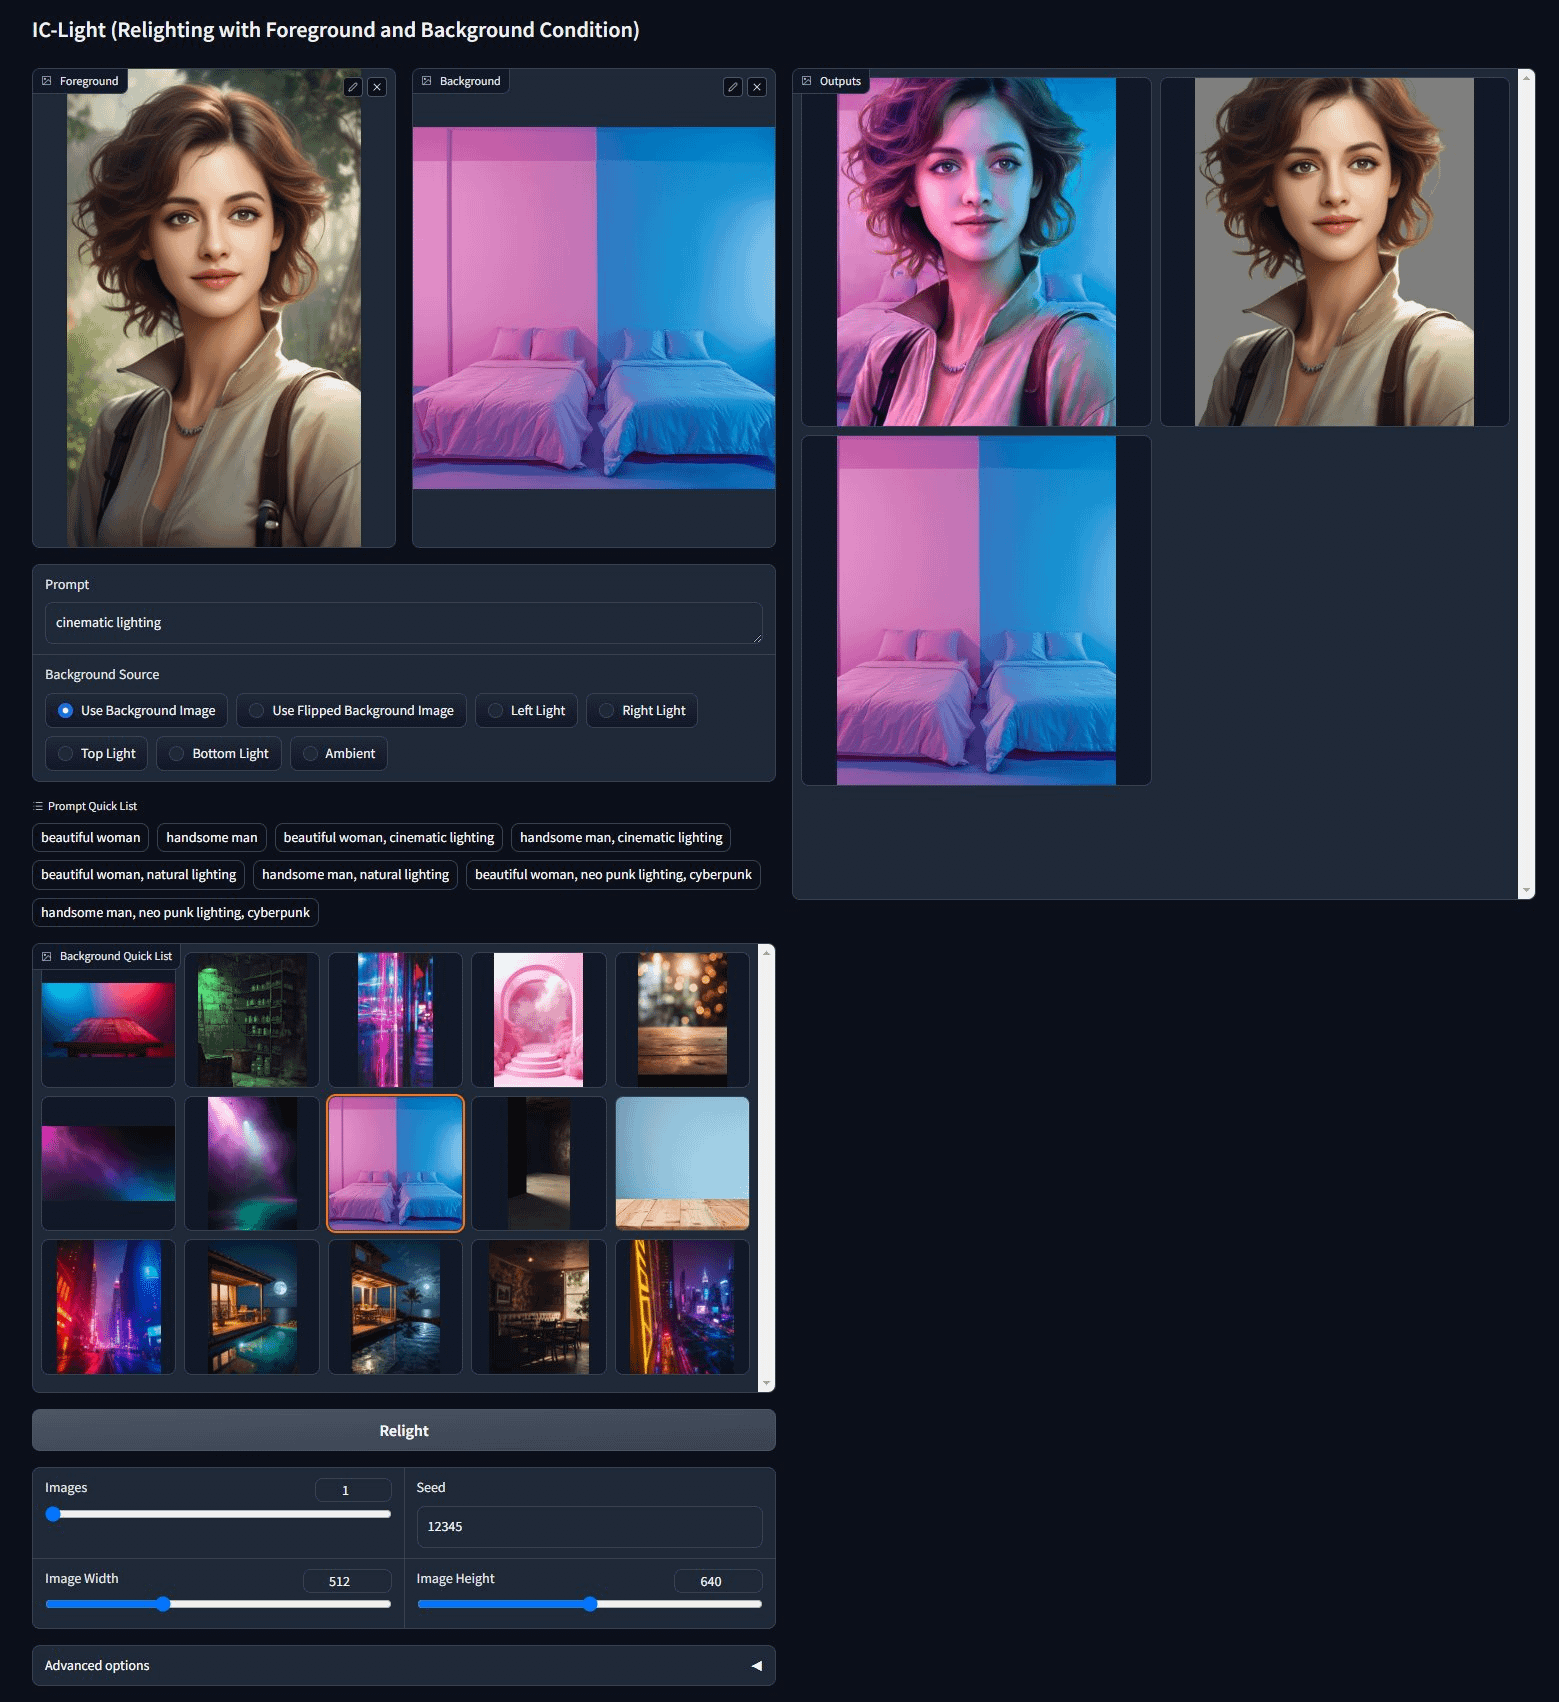 IC-Light (Relighting with Foreground and Background Condition)
Foreground
Background
Outputs
Prompt
cinematic lighting
Background Source
Use Background Image
Use Flipped Background Image
Left Light
Right Light
Top Light
Bottom Light
Ambient
Prompt Quick List
beautiful woman
handsome man
beautiful woman, cinematic lighting
handsome man, cinematic lighting
beautiful woman, natural lighting
handsome man, natural lighting
beautiful woman, neo punk lighting, cyberpunk
handsome man, neo punk lighting, cyberpunk
Background Quick List
Relight
Images
1
Seed
12345
Image Width
512
Image Height
640
Advanced options